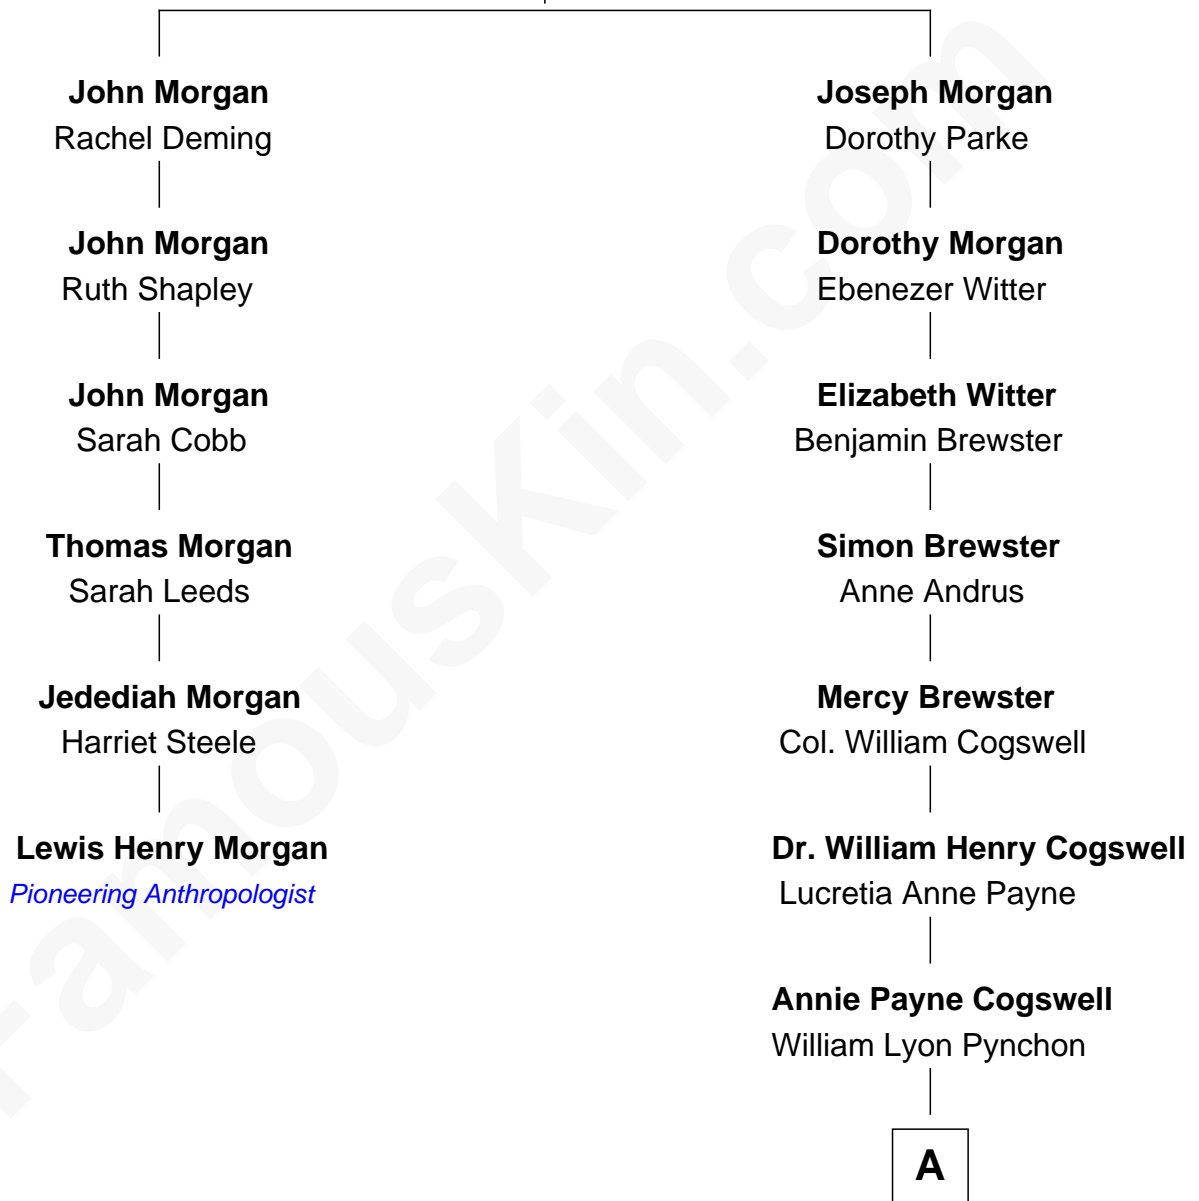 John Morgan
Rachel Deming
John Morgan
Ruth Shapley
John Morgan
Sarah Cobb
Thomas Morgan
Sarah Leeds
Jedediah Morgan
Harriet Steele
Lewis Henry Morgan
Pioneering Anthropologist
Joseph Morgan
Dorothy Parke
Dorothy Morgan
Ebenezer Witter
Elizabeth Witter
Benjamin Brewster
Simon Brewster
Anne Andrus
Mercy Brewster
Col. William Cogswell
Dr. William Henry Cogswell
Lucretia Anne Payne
Annie Payne Cogswell
William Lyon Pynchon
A
FamousKin.com